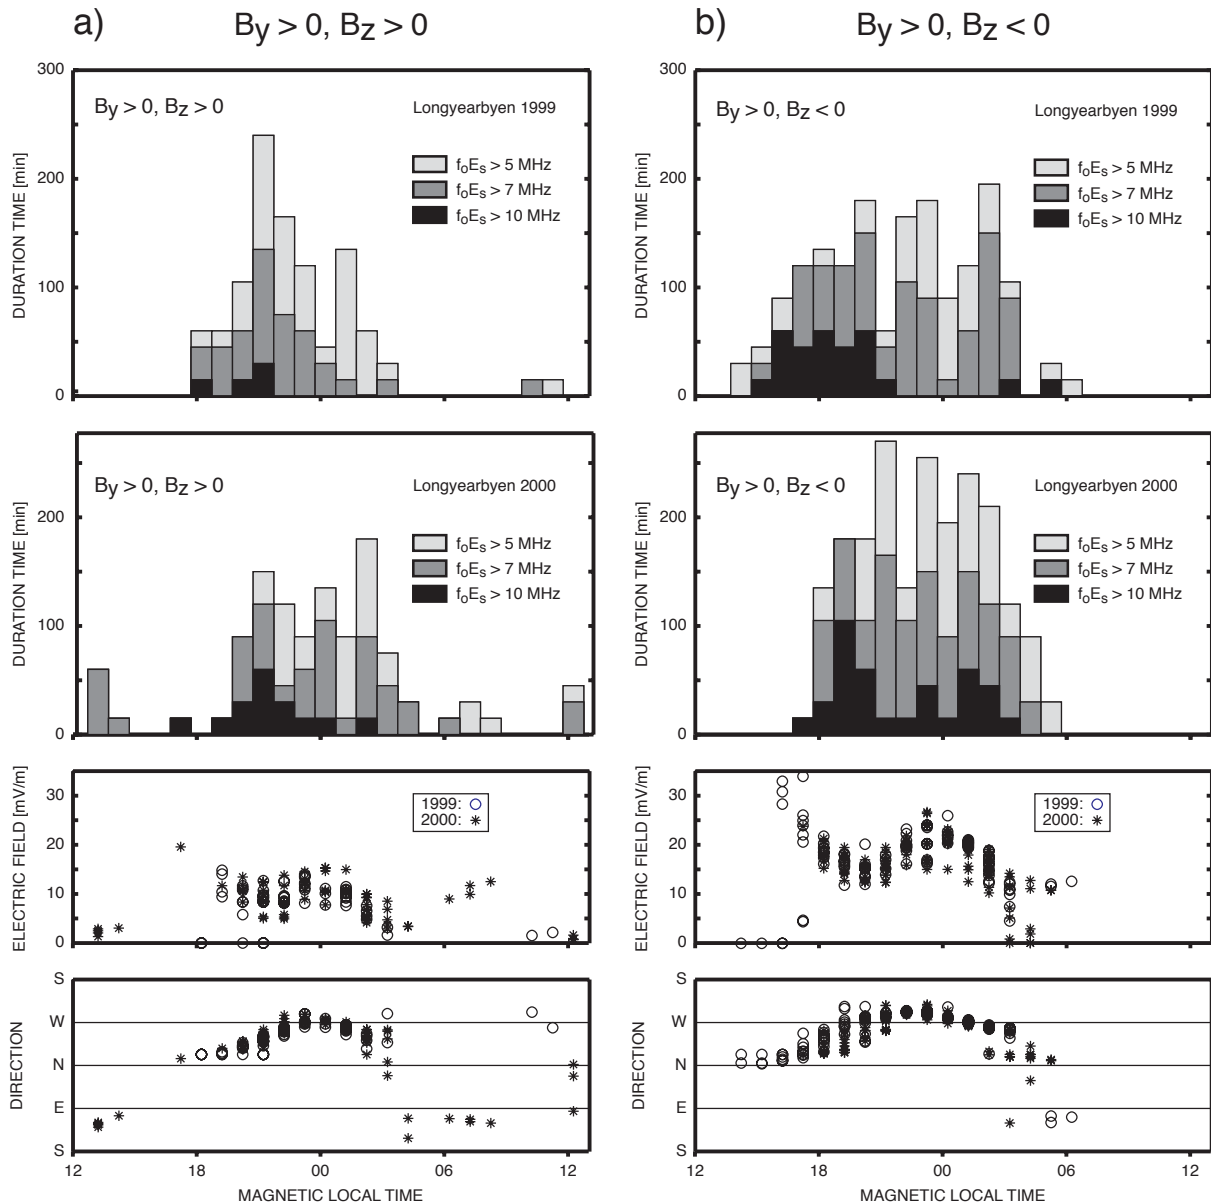 a)
By > 0, Bz > 0
b)
By > 0, Bz < 0
300
200
100
0
DURATION TIME [min]
By > 0, Bz > 0
Longyearbyen 1999
foEs > 5 MHz
foEs > 7 MHz
foEs > 10 MHz
300
200
100
0
DURATION TIME [min]
By > 0, Bz < 0
Longyearbyen 1999
foEs > 5 MHz
foEs > 7 MHz
foEs > 10 MHz
200
100
0
DURATION TIME [min]
By > 0, Bz > 0
Longyearbyen 2000
foEs > 5 MHz
foEs > 7 MHz
foEs > 10 MHz
200
100
0
DURATION TIME [min]
By > 0, Bz < 0
Longyearbyen 2000
foEs > 5 MHz
foEs > 7 MHz
foEs > 10 MHz
30
20
10
0
ELECTRIC FIELD [mV/m]
1999:
2000:
30
20
10
0
ELECTRIC FIELD [mV/m]
1999:
2000:
S
W
N
E
S
DIRECTION
12 18 00 06 12
MAGNETIC LOCAL TIME
S
W
N
E
S
DIRECTION
12 18 00 06 12
MAGNETIC LOCAL TIME